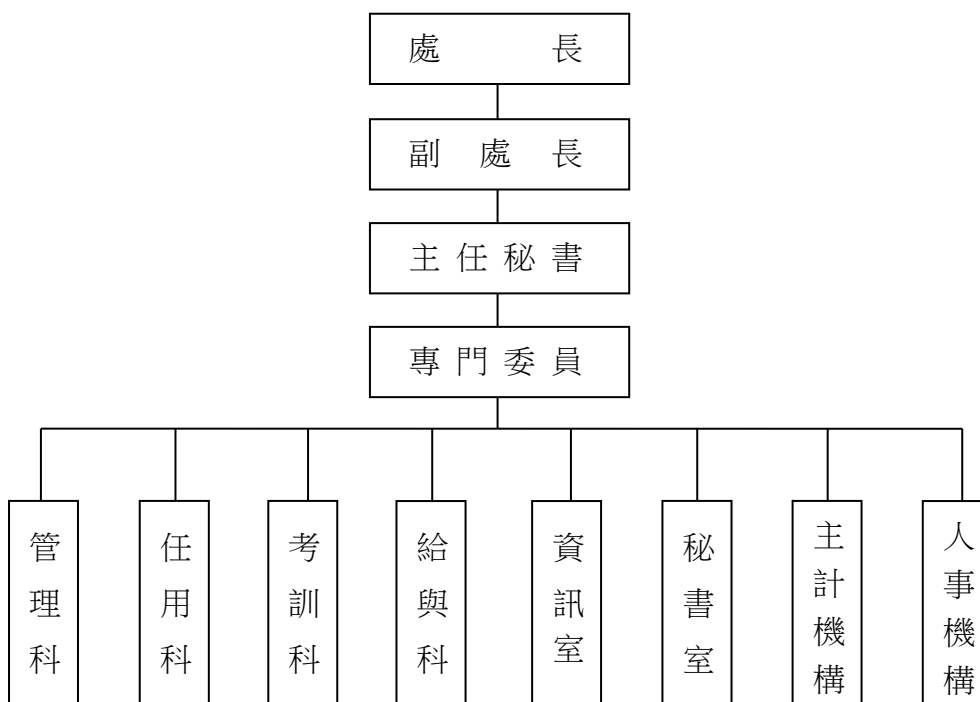 處長
副處長
主任秘書
專門委員
管理科
任用科
考訓科
給與科
資訊室
秘書室
主計機構
人事機構